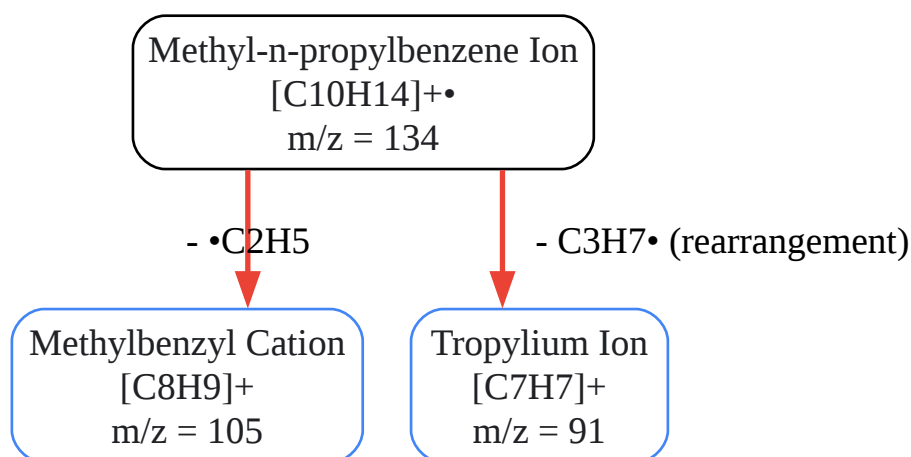 Methyl-n-propylbenzene Ion
[C10H14]+•
m/z = 134
- •C2H5
- C3H7• (rearrangement)
Methylbenzyl Cation
[C8H9]+
m/z = 105
Tropylium Ion
[C7H7]+
m/z = 91